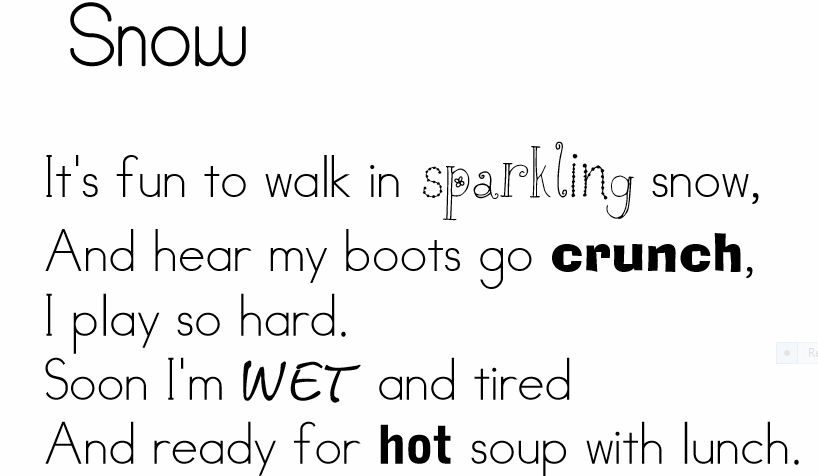 Snow
It's fun to walk in sparkling snow,
And hear my boots go crunch,
I play so hard.
Soon I'm WET and tired
And ready for hot soup with lunch.